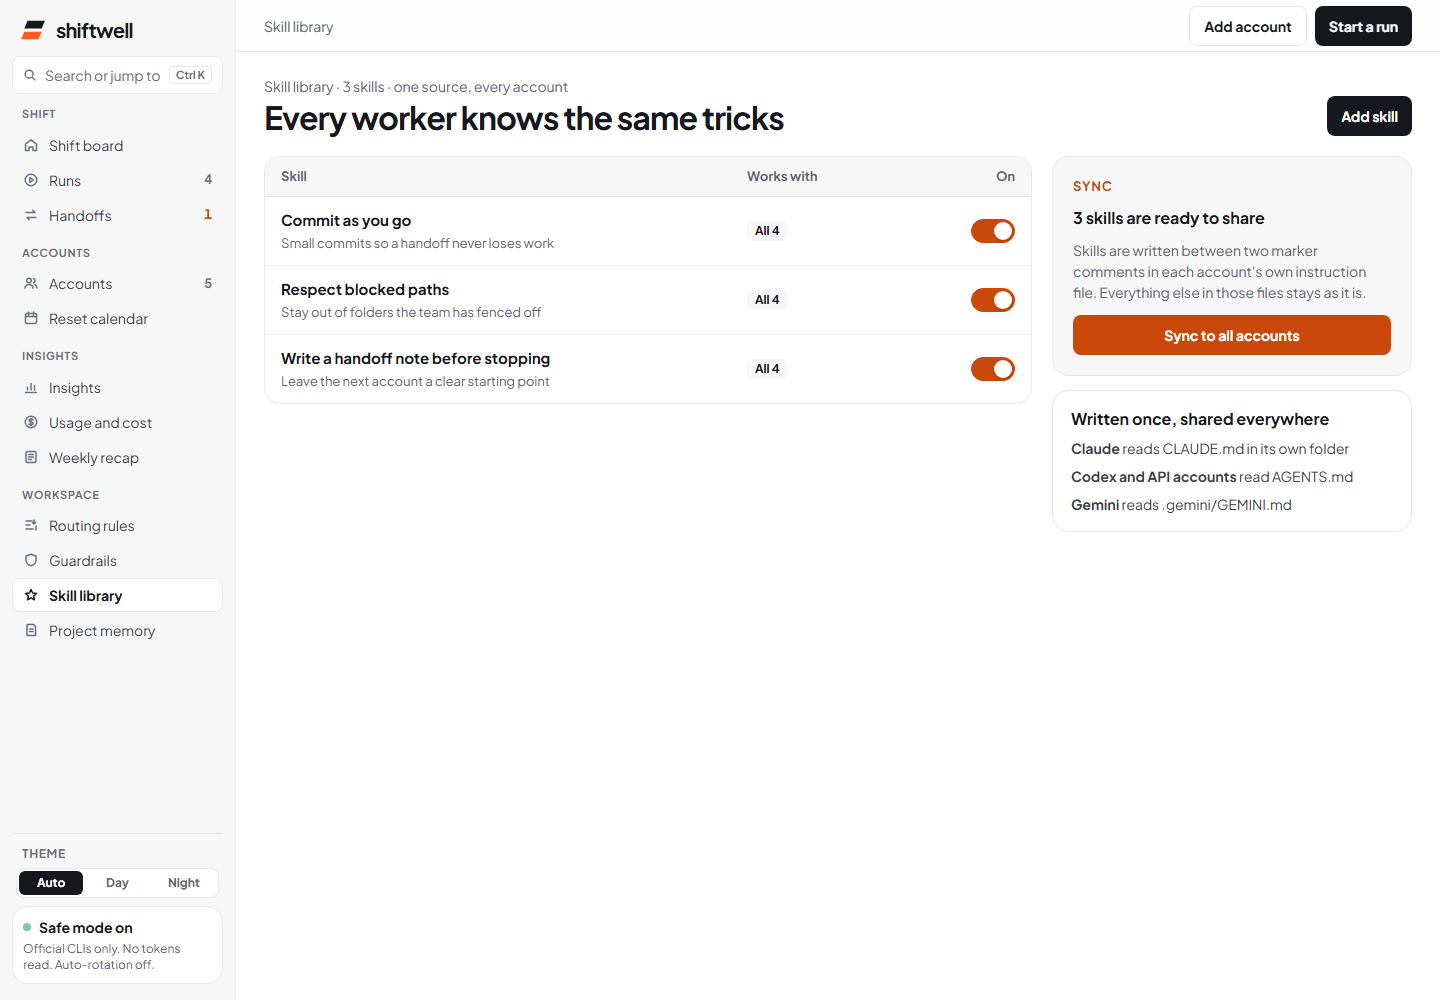 shiftwell
Search or jump to
Ctrl K
SHIFT
Shift board
Runs 4
Handoffs 1
ACCOUNTS
Accounts 5
Reset calendar
INSIGHTS
Insights
Usage and cost
Weekly recap
WORKSPACE
Routing rules
Guardrails
Skill library
Project memory
THEME
Auto Day Night
Safe mode on
Official CLIs only. No tokens
read. Auto-rotation off.
Skill library
Add account
Start a run
Skill library · 3 skills · one source, every account
Every worker knows the same tricks
Add skill
Skill Works with On
Commit as you go
Small commits so a handoff never loses work
All 4
Respect blocked paths
Stay out of folders the team has fenced off
All 4
Write a handoff note before stopping
Leave the next account a clear starting point
All 4
SYNC
3 skills are ready to share
Skills are written between two marker
comments in each account's own instruction
file. Everything else in those files stays as it is.
Sync to all accounts
Written once, shared everywhere
Claude reads CLAUDE.md in its own folder
Codex and API accounts read AGENTS.md
Gemini reads .gemini/GEMINI.md